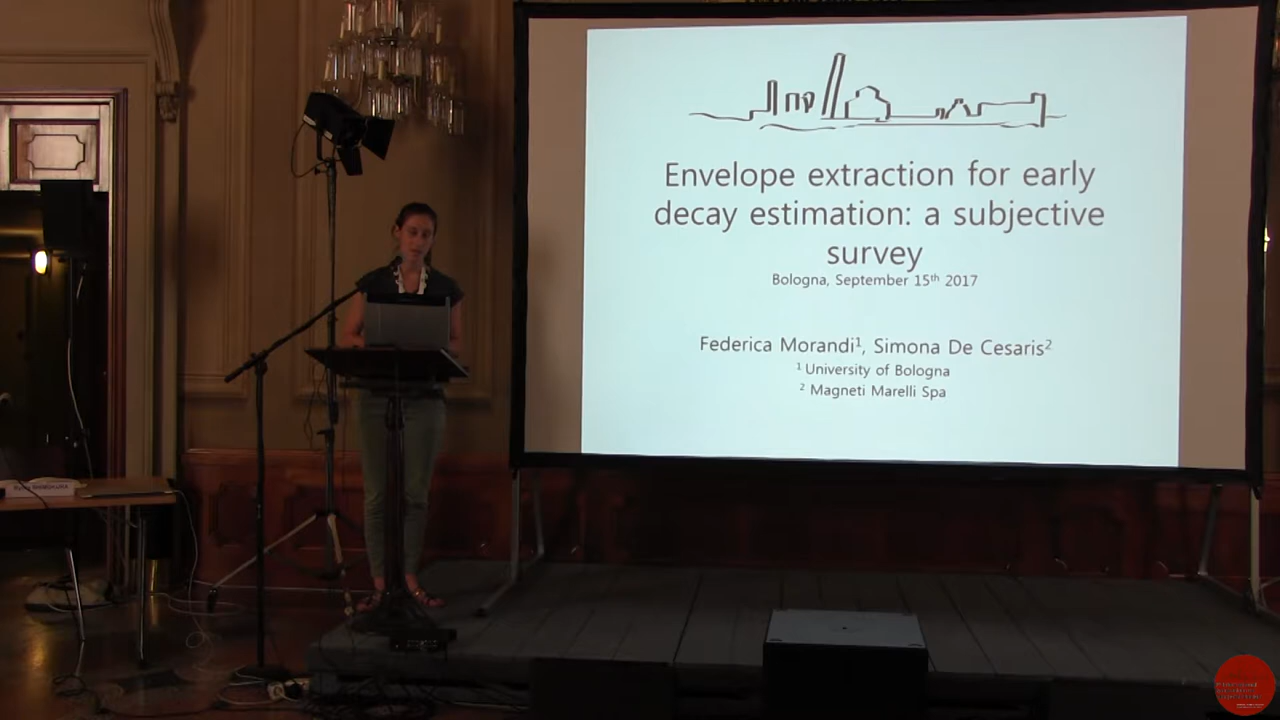 Envelope extraction for early
decay estimation: a subjective
survey
Bologna, September 15th 2017
Federica Morandi¹, Simona De Cesaris²
¹ University of Bologna
² Magneti Marelli Spa